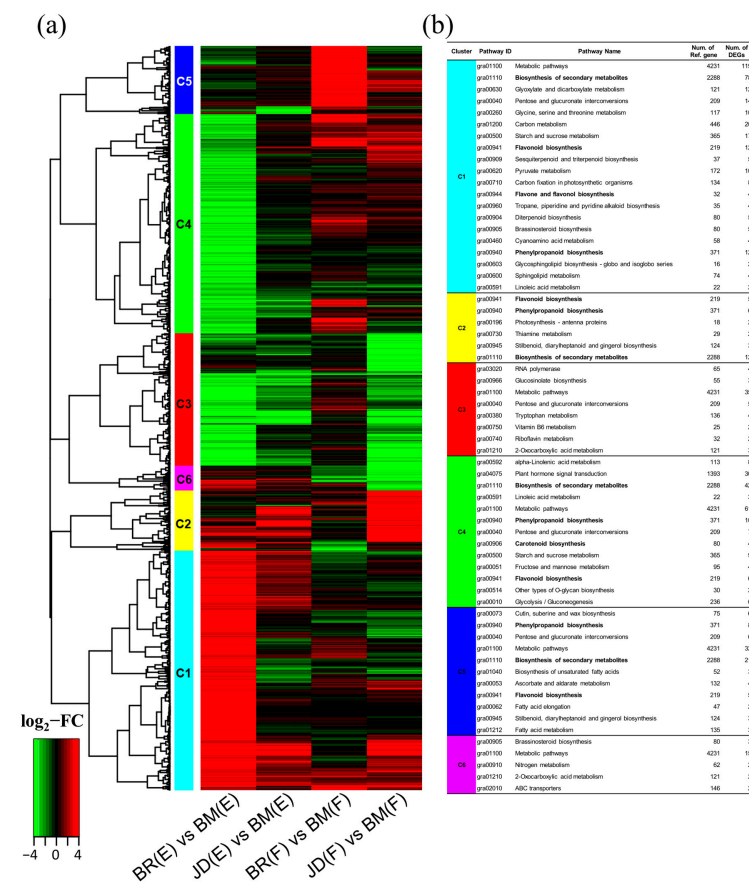 (a)
C5
C4
C3
C6
C2
C1
log₂−FC
−4 0 4
BR(E) vs BM(E)
JD(E) vs BM(E)
BR(F) vs BM(F)
JD(F) vs BM(F)
(b)
Cluster Pathway ID Pathway Name Num. of Ref. gene Num. of DEGs
C1
gra01100 Metabolic pathways 4231
gra01110 Biosynthesis of secondary metabolites 2288
gra00630 Glyoxylate and dicarboxylate metabolism 121
gra00040 Pentose and glucuronate interconversions 209
gra00260 Glycine, serine and threonine metabolism 117
gra01200 Carbon metabolism 446
gra00500 Starch and sucrose metabolism 365
gra00941 Flavonoid biosynthesis 219
gra00909 Sesquiterpenoid and triterpenoid biosynthesis 37
gra00620 Pyruvate metabolism 172
gra00710 Carbon fixation in photosynthetic organisms 134
gra00944 Flavone and flavonol biosynthesis 32
gra00960 Tropane, piperidine and pyridine alkaloid biosynthesis 35
gra00904 Diterpenoid biosynthesis 80
gra00905 Brassinosteroid biosynthesis 80
gra00460 Cyanoamino acid metabolism 58
gra00940 Phenylpropanoid biosynthesis 371
gra00603 Glycosphingolipid biosynthesis - globo and isoglobo series 16
gra00600 Sphingolipid metabolism 74
gra00591 Linoleic acid metabolism 22
C2
gra00941 Flavonoid biosynthesis 219
gra00940 Phenylpropanoid biosynthesis 371
gra00196 Photosynthesis - antenna proteins 18
gra00730 Thiamine metabolism 29
gra00945 Stilbenoid, diarylheptanoid and gingerol biosynthesis 124
gra01110 Biosynthesis of secondary metabolites 2288
C3
gra03020 RNA polymerase 65
gra00966 Glucosinolate biosynthesis 55
gra01100 Metabolic pathways 4231
gra00040 Pentose and glucuronate interconversions 209
gra00380 Tryptophan metabolism 136
gra00750 Vitamin B6 metabolism 25
gra00740 Riboflavin metabolism 32
gra01210 2-Oxocarboxylic acid metabolism 121
C4
gra00592 alpha-Linolenic acid metabolism 113
gra04075 Plant hormone signal transduction 1393
gra01110 Biosynthesis of secondary metabolites 2288
gra00591 Linoleic acid metabolism 22
gra01100 Metabolic pathways 4231
gra00940 Phenylpropanoid biosynthesis 371
gra00040 Pentose and glucuronate interconversions 209
gra00906 Carotenoid biosynthesis 80
gra00500 Starch and sucrose metabolism 365
gra00051 Fructose and mannose metabolism 95
gra00941 Flavonoid biosynthesis 219
gra00514 Other types of O-glycan biosynthesis 30
gra00010 Glycolysis / Gluconeogenesis 236
C5
gra00073 Cutin, suberine and wax biosynthesis 75
gra00940 Phenylpropanoid biosynthesis 371
gra00040 Pentose and glucuronate interconversions 209
gra01100 Metabolic pathways 4231
gra01110 Biosynthesis of secondary metabolites 2288
gra01040 Biosynthesis of unsaturated fatty acids 52
gra00053 Ascorbate and aldarate metabolism 132
gra00941 Flavonoid biosynthesis 219
gra00062 Fatty acid elongation 47
gra00945 Stilbenoid, diarylheptanoid and gingerol biosynthesis 124
gra01212 Fatty acid metabolism 135
C6
gra00905 Brassinosteroid biosynthesis 80
gra01100 Metabolic pathways 4231
gra00910 Nitrogen metabolism 62
gra01210 2-Oxocarboxylic acid metabolism 121
gra02010 ABC transporters 146